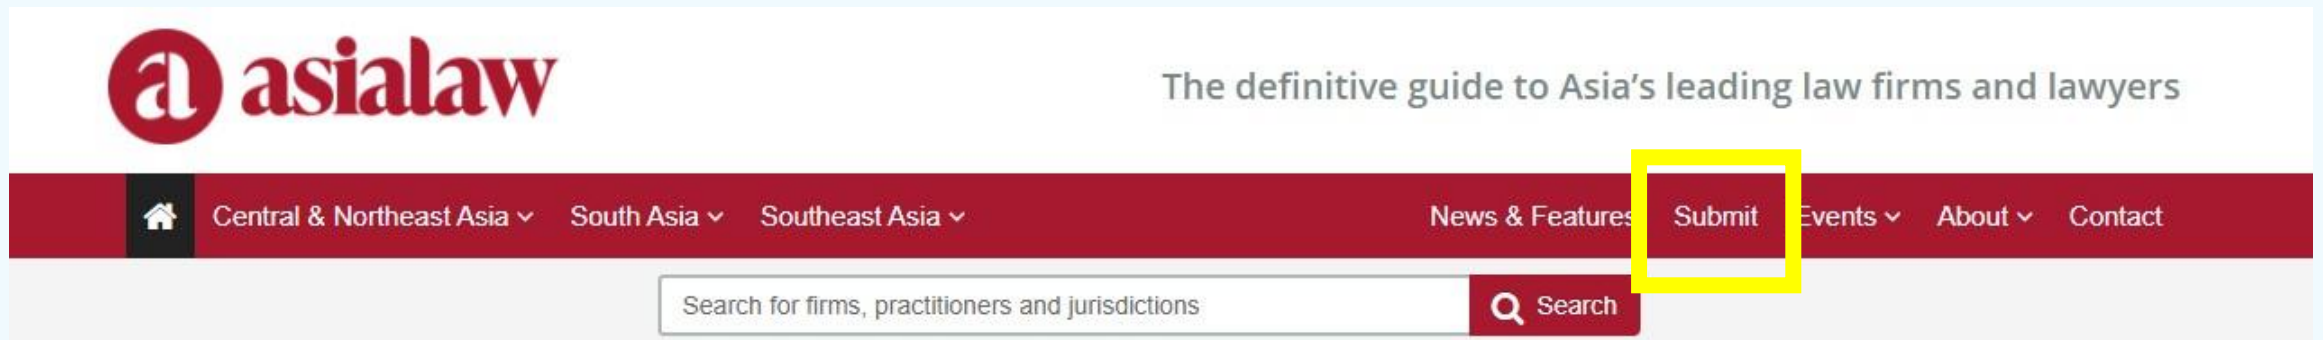 a asialaw
The definitive guide to Asia's leading law firms and lawyers
Central & Northeast Asia South Asia Southeast Asia News & Features Submit Events About Contact
Search for firms, practitioners and jurisdictions Search